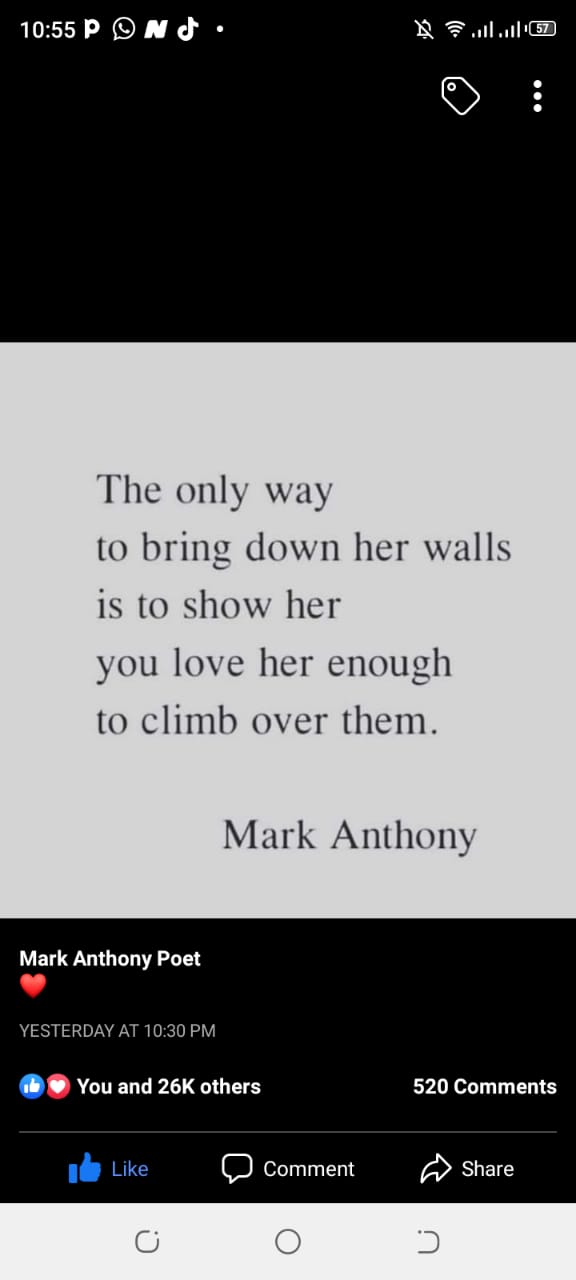 10:55
57
The only way
to bring down her walls
is to show her
you love her enough
to climb over them.
Mark Anthony
Mark Anthony Poet
YESTERDAY AT 10:30 PM
You and 26K others 520 Comments
Like Comment Share